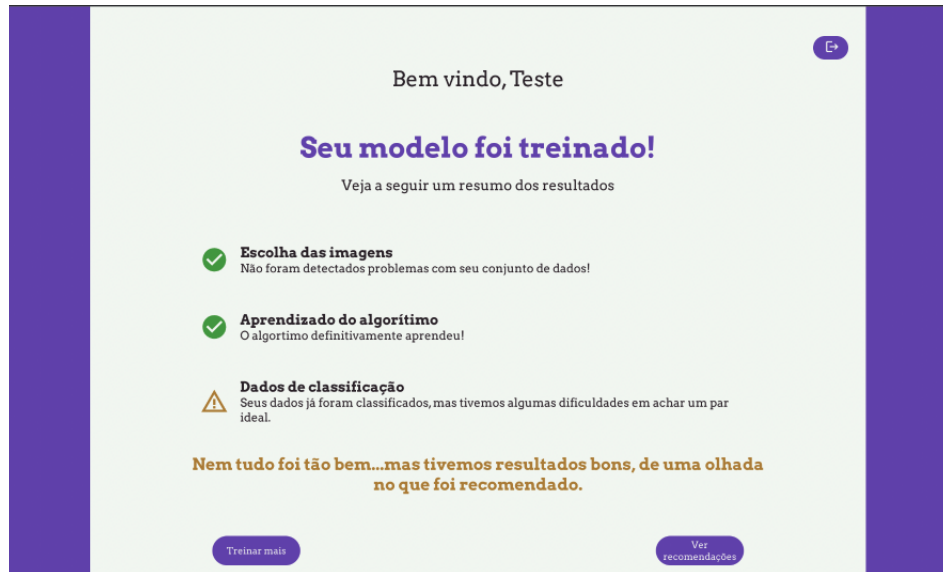 Bem vindo, Teste
Seu modelo foi treinado!
Veja a seguir um resumo dos resultados
Escolha das imagens
Não foram detectados problemas com seu conjunto de dados!
Aprendizado do algorítimo
O algortimo definitivamente aprendeu!
Dados de classificação
Seus dados já foram classificados, mas tivemos algumas dificuldades em achar um par
ideal.
Nem tudo foi tão bem...mas tivemos resultados bons, de uma olhada
no que foi recomendado.
Treinar mais
Ver
recomendações